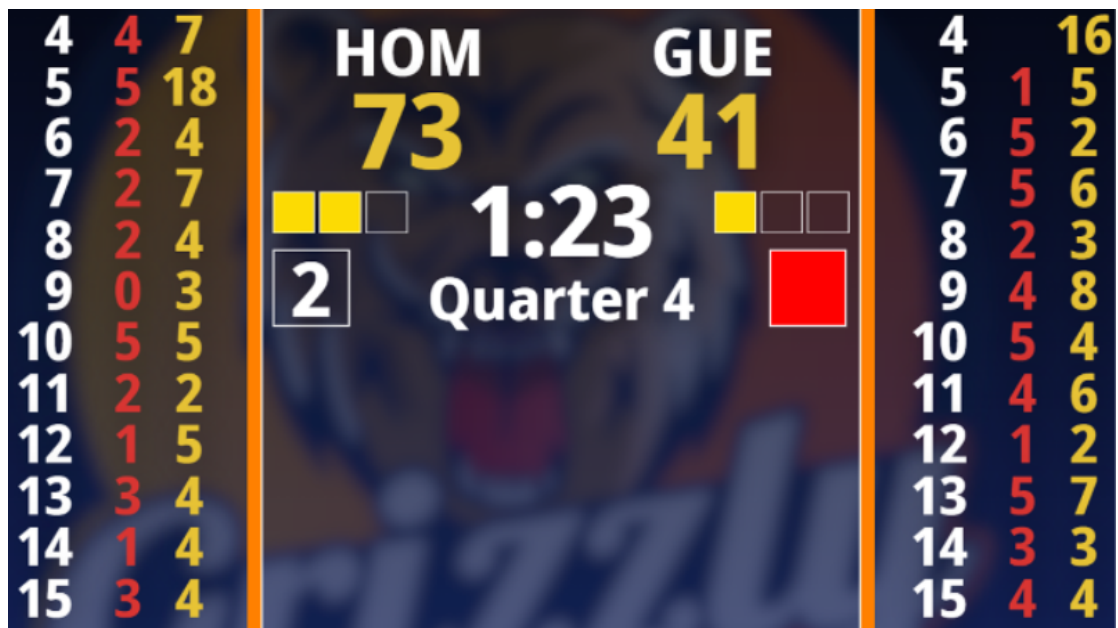 4 4 7
5 5 18
6 2 4
7 2 7
8 2 4
9 0 3
10 5 5
11 2 2
12 1 5
13 3 4
14 1 4
15 3 4
HOM GUE
73 41
1:23
2 Quarter 4
Grizzly
4 16
5 1 5
6 5 2
7 5 6
8 2 3
9 4 8
10 5 4
11 4 6
12 1 2
13 5 7
14 3 3
15 4 4